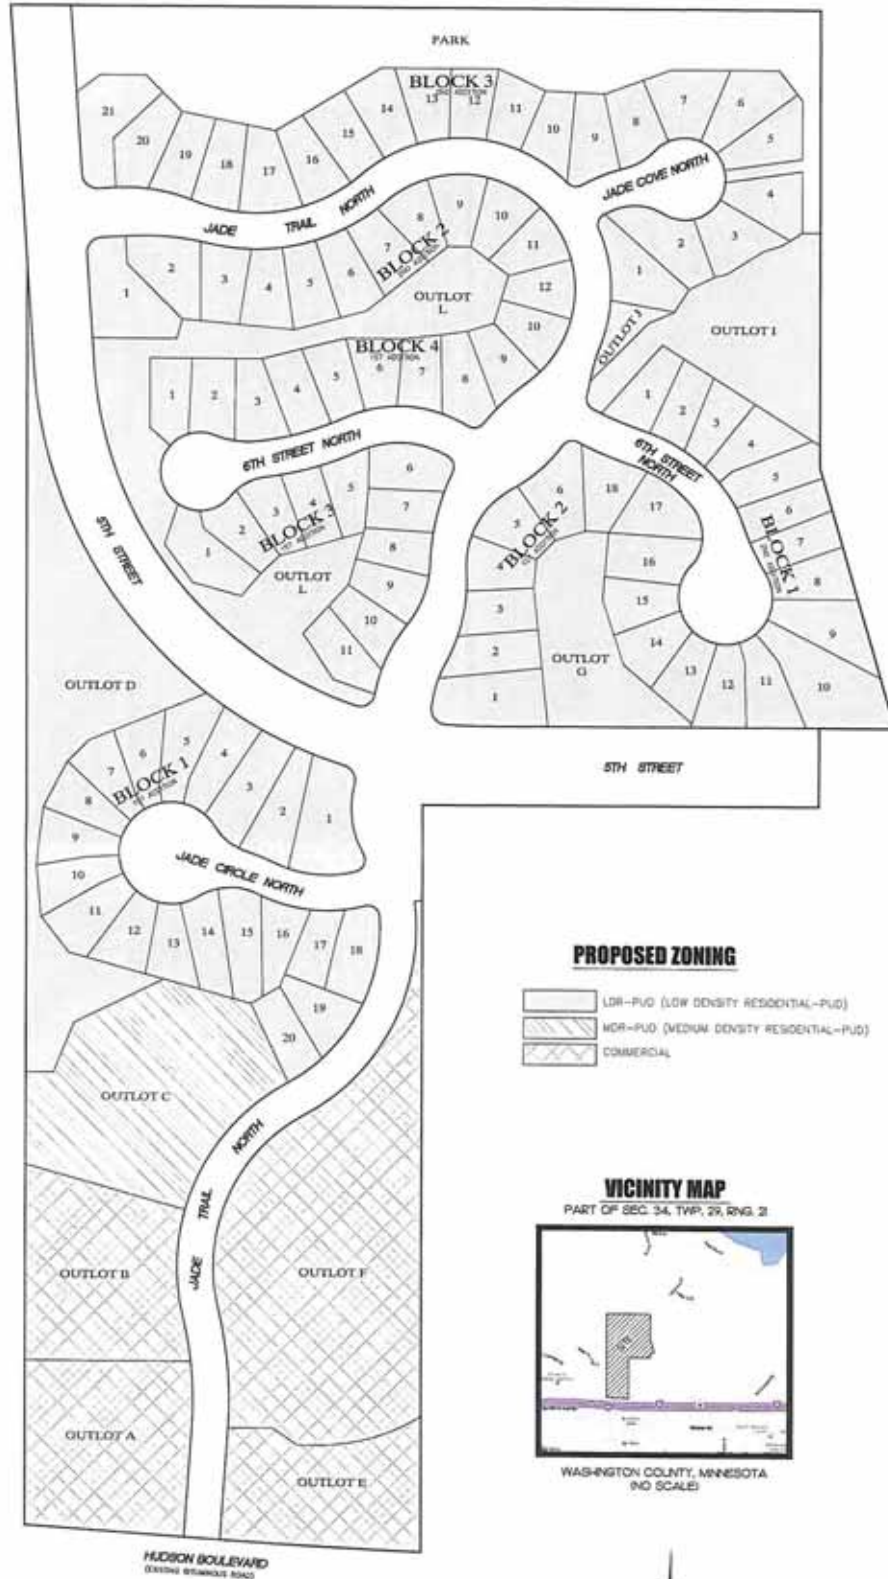 PARK
BLOCK 3
2ND ADDITION
21
20
19
18
17
16
15
14
13
12
11
10
9
8
7
6
5
4
3
2
1
JADE COVE NORTH
JADE TRAIL NORTH
BLOCK 2
2ND ADDITION
1
2
3
4
5
6
7
8
9
10
11
12
OUTLOT L
OUTLOT J
OUTLOT I
BLOCK 4
1ST ADDITION
1
2
3
4
5
6
7
8
9
10
6TH STREET NORTH
BLOCK 3
1ST ADDITION
1
2
3
4
5
6
7
8
9
10
11
OUTLOT L
BLOCK 2
1ST ADDITION
1
2
3
4
5
6
OUTLOT G
6TH STREET NORTH
BLOCK 1
2ND ADDITION
1
2
3
4
5
6
7
8
9
10
11
12
13
14
15
16
17
18
5TH STREET
OUTLOT D
5TH STREET
BLOCK 1
1ST ADDITION
1
2
3
4
5
6
7
8
9
10
11
12
13
14
15
16
17
18
19
20
JADE CIRCLE NORTH
OUTLOT C
JADE TRAIL NORTH
OUTLOT B
OUTLOT F
OUTLOT A
OUTLOT E
HUDSON BOULEVARD
(EXISTING BITUMINOUS ROAD)
PROPOSED ZONING
LDR-PUD (LOW DENSITY RESIDENTIAL-PUD)
MDR-PUD (MEDIUM DENSITY RESIDENTIAL-PUD)
COMMERCIAL
VICINITY MAP
PART OF SEC. 34, TWP. 29, RNG. 21
WASHINGTON COUNTY, MINNESOTA
(NO SCALE)